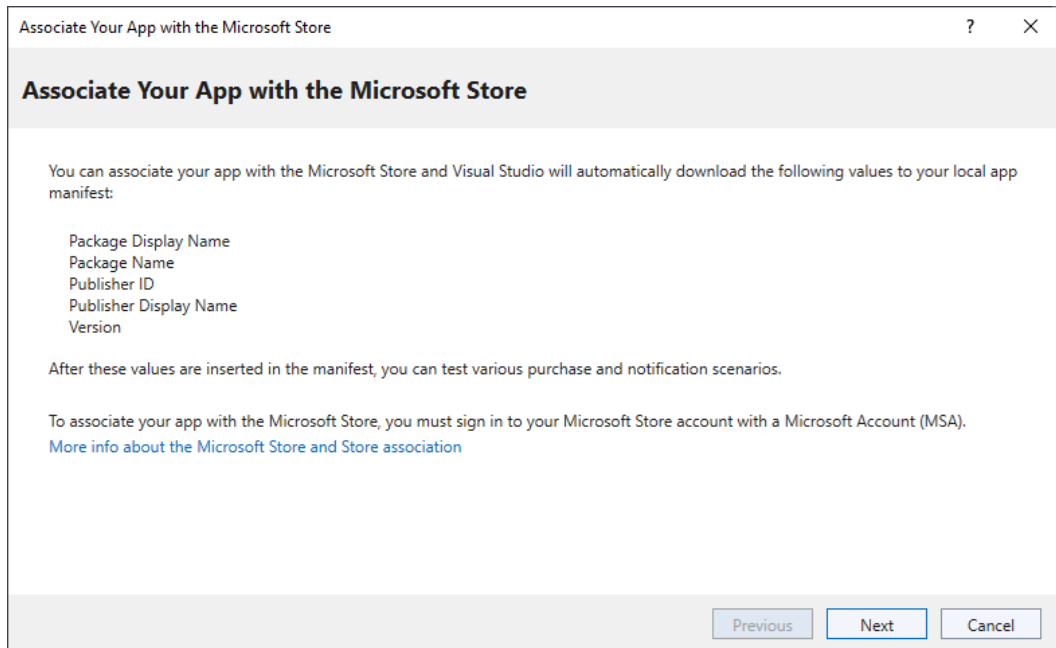 Associate Your App with the Microsoft Store
?
Associate Your App with the Microsoft Store
You can associate your app with the Microsoft Store and Visual Studio will automatically download the following values to your local app
manifest:
Package Display Name
Package Name
Publisher ID
Publisher Display Name
Version
After these values are inserted in the manifest, you can test various purchase and notification scenarios.
To associate your app with the Microsoft Store, you must sign in to your Microsoft Store account with a Microsoft Account (MSA).
More info about the Microsoft Store and Store association
Previous Next Cancel